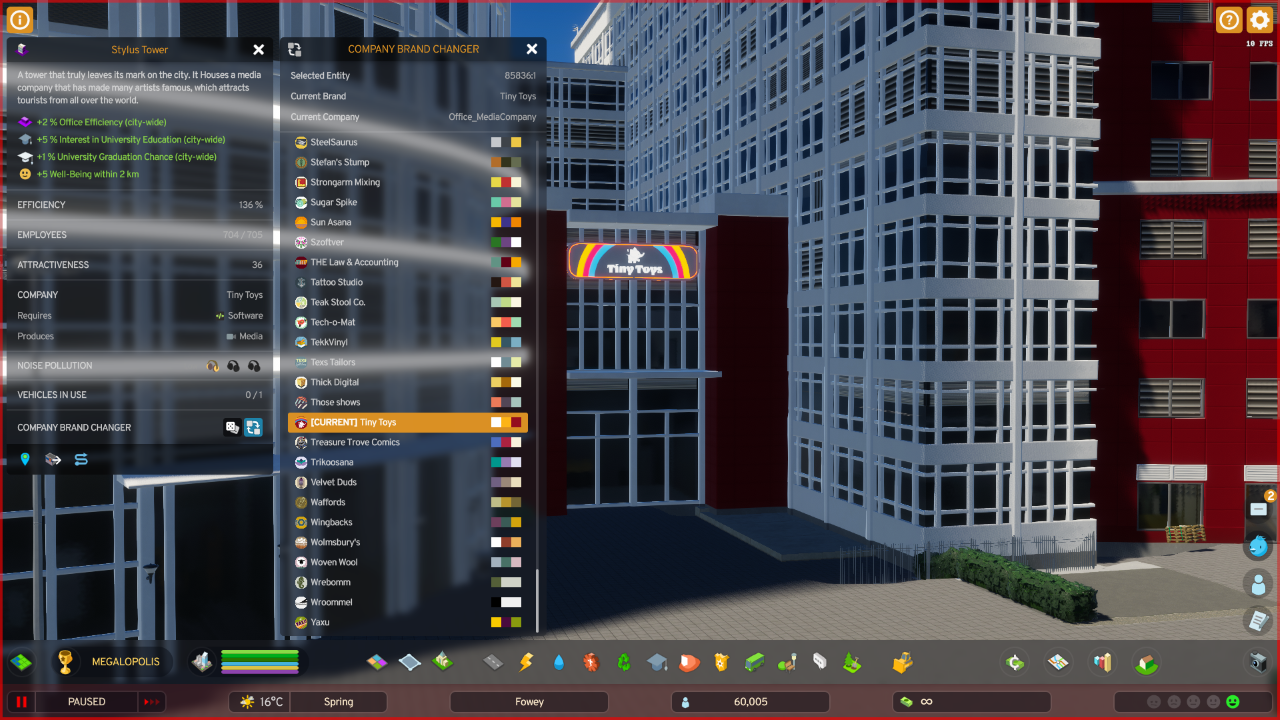 Stylus Tower
A tower that truly leaves its mark on the city. It Houses a media
company that has made many artists famous, which attracts
tourists from all over the world.
+2 % Office Efficiency (city-wide)
+5 % Interest in University Education (city-wide)
+1 % University Graduation Chance (city-wide)
+5 Well-Being within 2 km
EFFICIENCY 136 %
EMPLOYEES 704 / 705
ATTRACTIVENESS 36
COMPANY Tiny Toys
Requires Software
Produces Media
NOISE POLLUTION
VEHICLES IN USE 0 / 1
COMPANY BRAND CHANGER
COMPANY BRAND CHANGER
Selected Entity 85836:1
Current Brand Tiny Toys
Current Company Office_MediaCompany
SteelSaurus
Stefan's Stump
Strongarm Mixing
Sugar Spike
Sun Asana
Szoftver
THE Law & Accounting
Tattoo Studio
Teak Stool Co.
Tech-o-Mat
TekkVinyl
Texs Tailors
Thick Digital
Those shows
[CURRENT] Tiny Toys
Treasure Trove Comics
Trikoosana
Velvet Duds
Waffords
Wingbacks
Wolmsbury's
Woven Wool
Wrebomm
Wroommel
Yaxu
Tiny Toys
10 FPS
2
MEGALOPOLIS
PAUSED
16°C
Spring
Fowey
60,005
∞